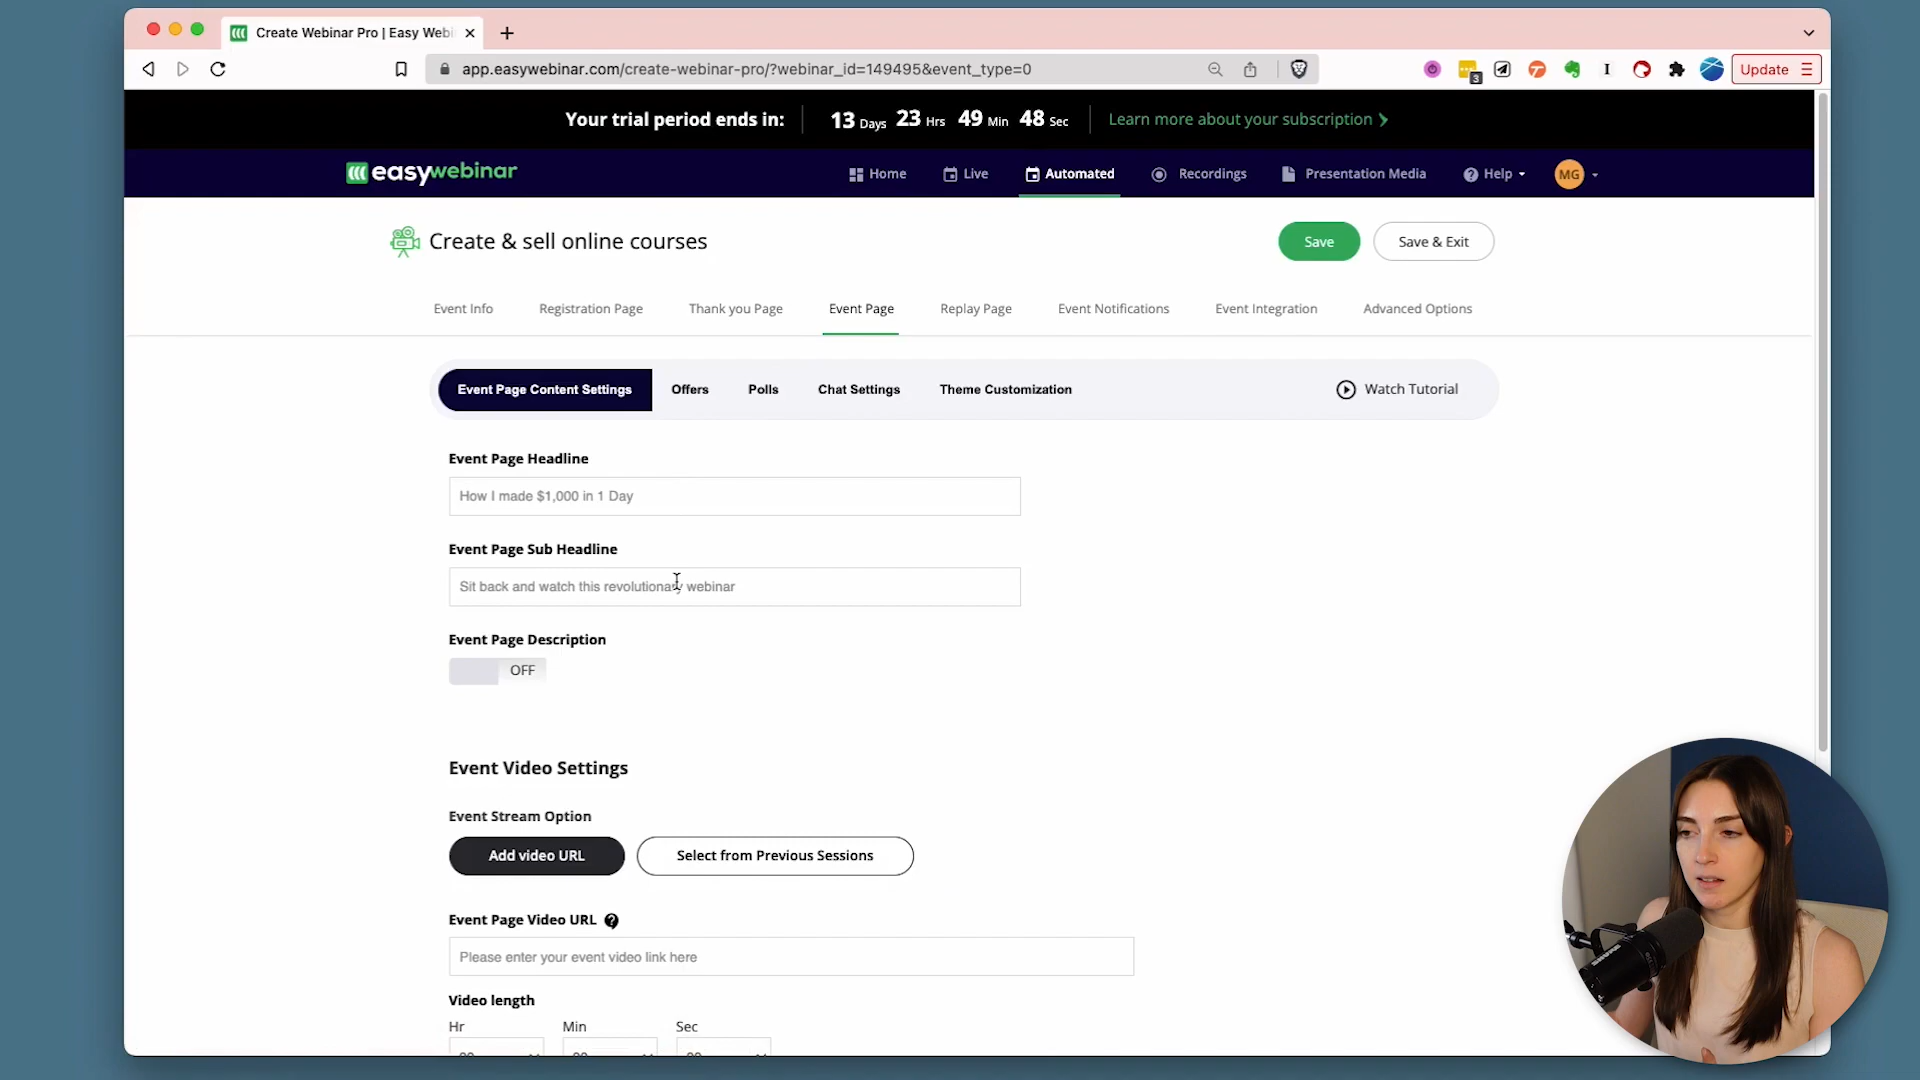 Create Webinar Pro | Easy Webi
app.easywebinar.com/create-webinar-pro/?webinar_id=149495&event_type=0
3
Update
Your trial period ends in: 13 Days 23 Hrs 49 Min 48 Sec Learn more about your subscription
easywebinar Home Live Automated Recordings Presentation Media Help MG
Create & sell online courses Save Save & Exit
Event Info Registration Page Thank you Page Event Page Replay Page Event Notifications Event Integration Advanced Options
Event Page Content Settings Offers Polls Chat Settings Theme Customization Watch Tutorial
Event Page Headline
How I made $1,000 in 1 Day
Event Page Sub Headline
Sit back and watch this revolutionary webinar
Event Page Description
OFF
Event Video Settings
Event Stream Option
Add video URL Select from Previous Sessions
Event Page Video URL
Please enter your event video link here
Video length
Hr Min Sec